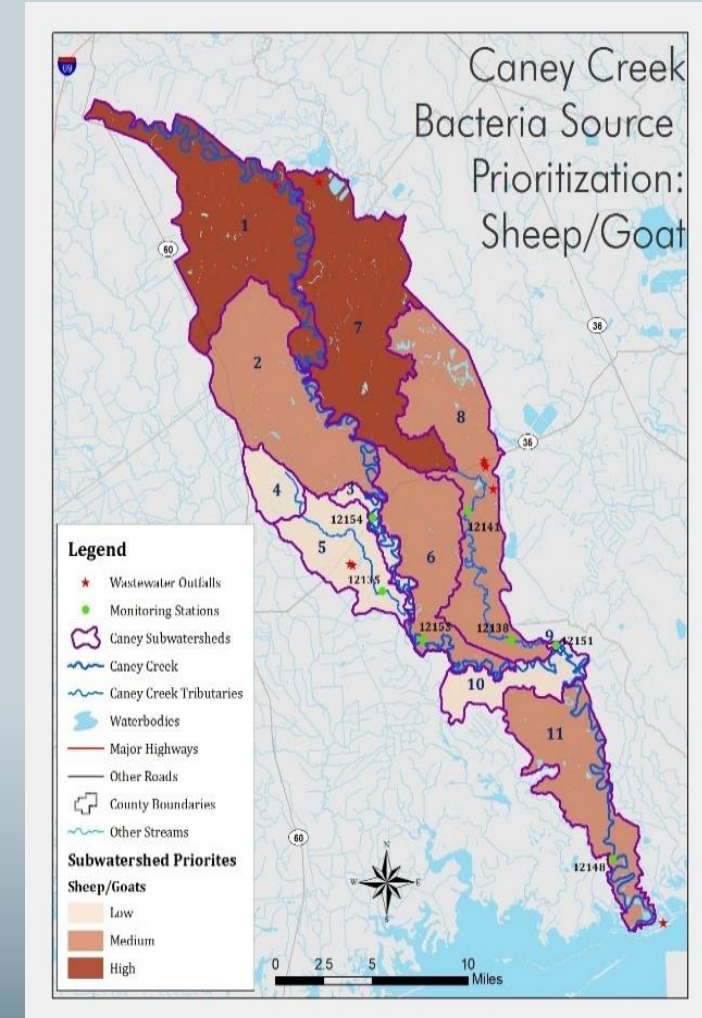 Caney Creek
Bacteria Source
Prioritization:
Sheep/Goat
69
1
60
7
36
2
8
36
4
3
12154
12141
5
6
12135
12153
12138
9
12151
10
11
12148
60
Legend
Wastewater Outfalls
Monitoring Stations
Caney Subwatersheds
Caney Creek
Caney Creek Tributaries
Waterbodies
Major Highways
Other Roads
County Boundaries
Other Streams
Subwatershed Priorites
Sheep/Goats
Low
Medium
High
N
W E
S
0 2.5 5 10
Miles